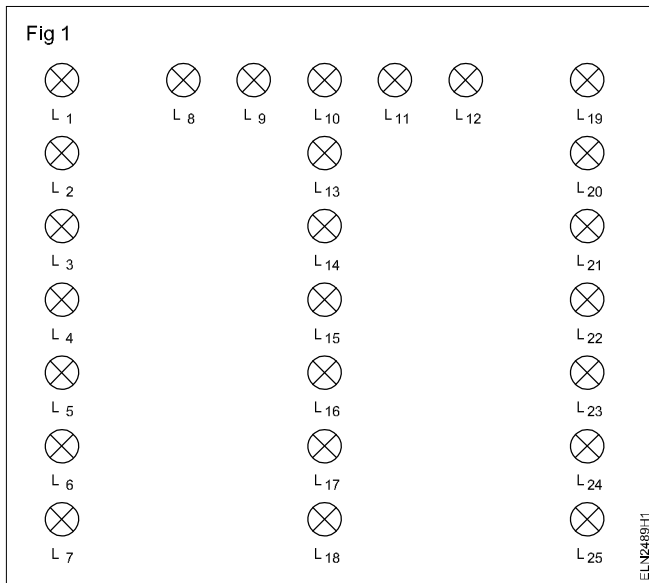 Fig 1
L 1 L 8 L 9 L 10 L 11 L 12 L 19
L 2 L 13 L 20
L 3 L 14 L 21
L 4 L 15 L 22
L 5 L 16 L 23
L 6 L 17 L 24
L 7 L 18 L 25
ELN2489H1